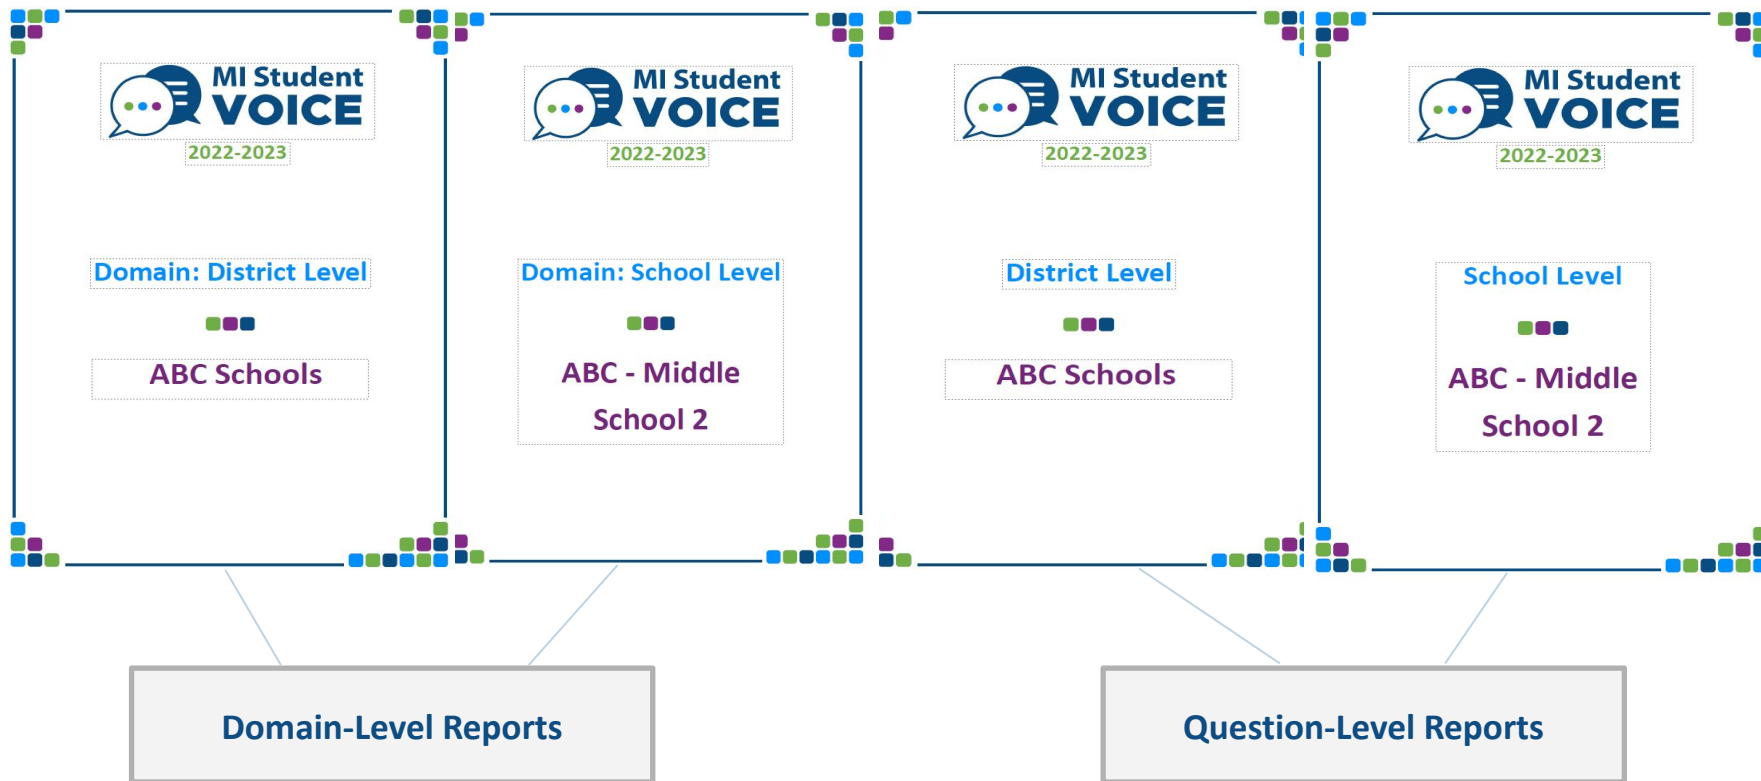 MI Student
VOICE
2022-2023
Domain: District Level
ABC Schools
MI Student
VOICE
2022-2023
Domain: School Level
ABC - Middle
School 2
MI Student
VOICE
2022-2023
District Level
ABC Schools
MI Student
VOICE
2022-2023
School Level
ABC - Middle
School 2
Domain-Level Reports
Question-Level Reports